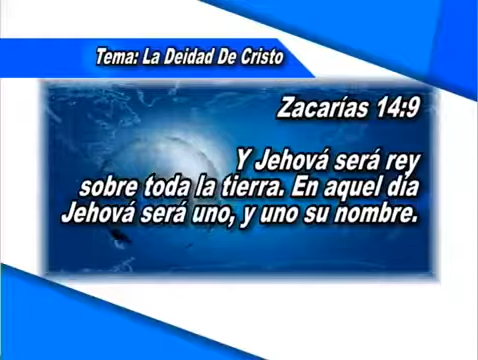 Tema: La Deidad De Cristo
Zacarías 14:9
Y Jehová será rey
sobre toda la tierra. En aquel día
Jehová será uno, y uno su nombre.